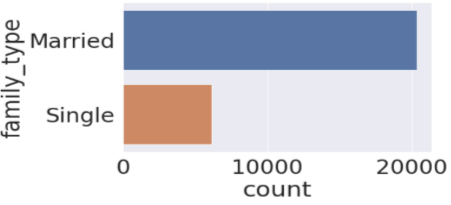 family_type
Married
Single
0 10000 20000
count